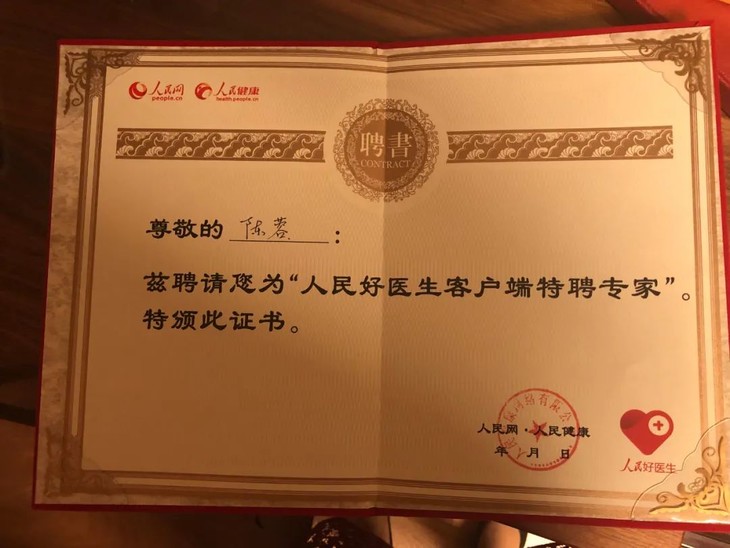 人民网 人民健康
people.cn health.people.cn
聘書
CONTRACT
尊敬的 陈蓉 ：
兹聘请您为“人民好医生客户端特聘专家”。
特颁此证书。
人民网·人民健康
年 月 日
人民好医生